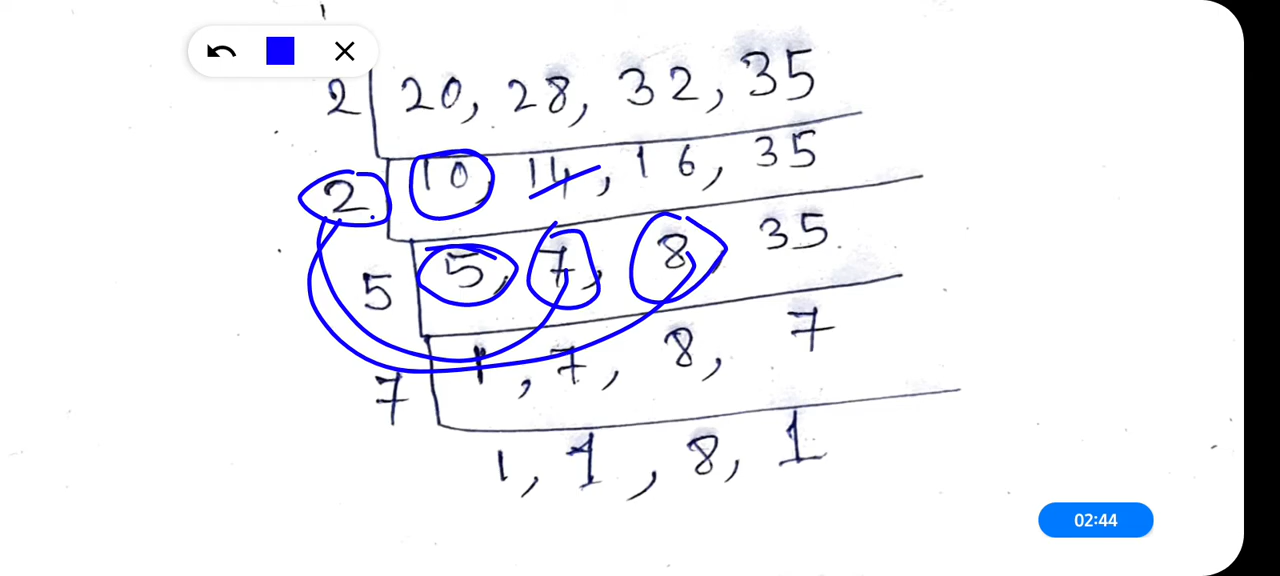 2 20, 28, 32, 35
2 10, 14, 16, 35
5 5, 7, 8, 35
7 1, 7, 8, 7
1, 1, 8, 1
02:44